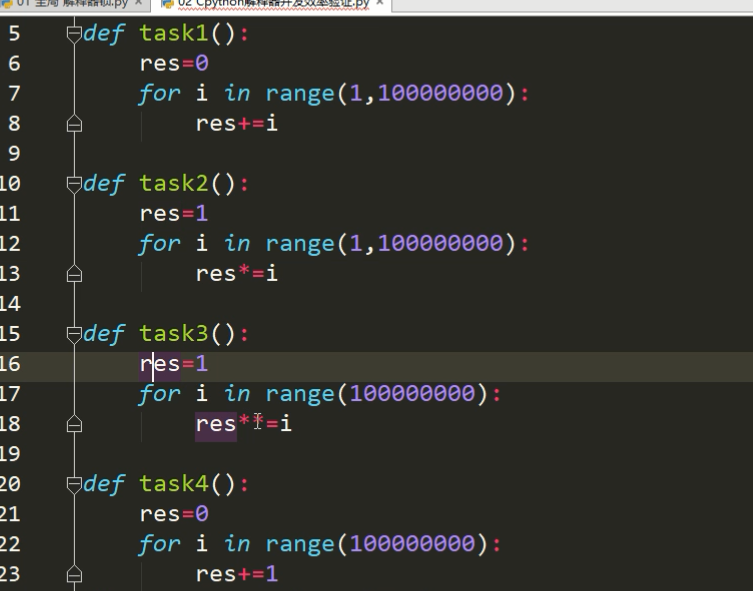 01 全局 解释器锁.py
02 Cpython解释器并发效率验证.py
5 def task1():
6 res=0
7 for i in range(1,100000000):
8 res+=i
9
10 def task2():
11 res=1
12 for i in range(1,100000000):
13 res*=i
14
15 def task3():
16 res=1
17 for i in range(100000000):
18 res**=i
19
20 def task4():
21 res=0
22 for i in range(100000000):
23 res+=1